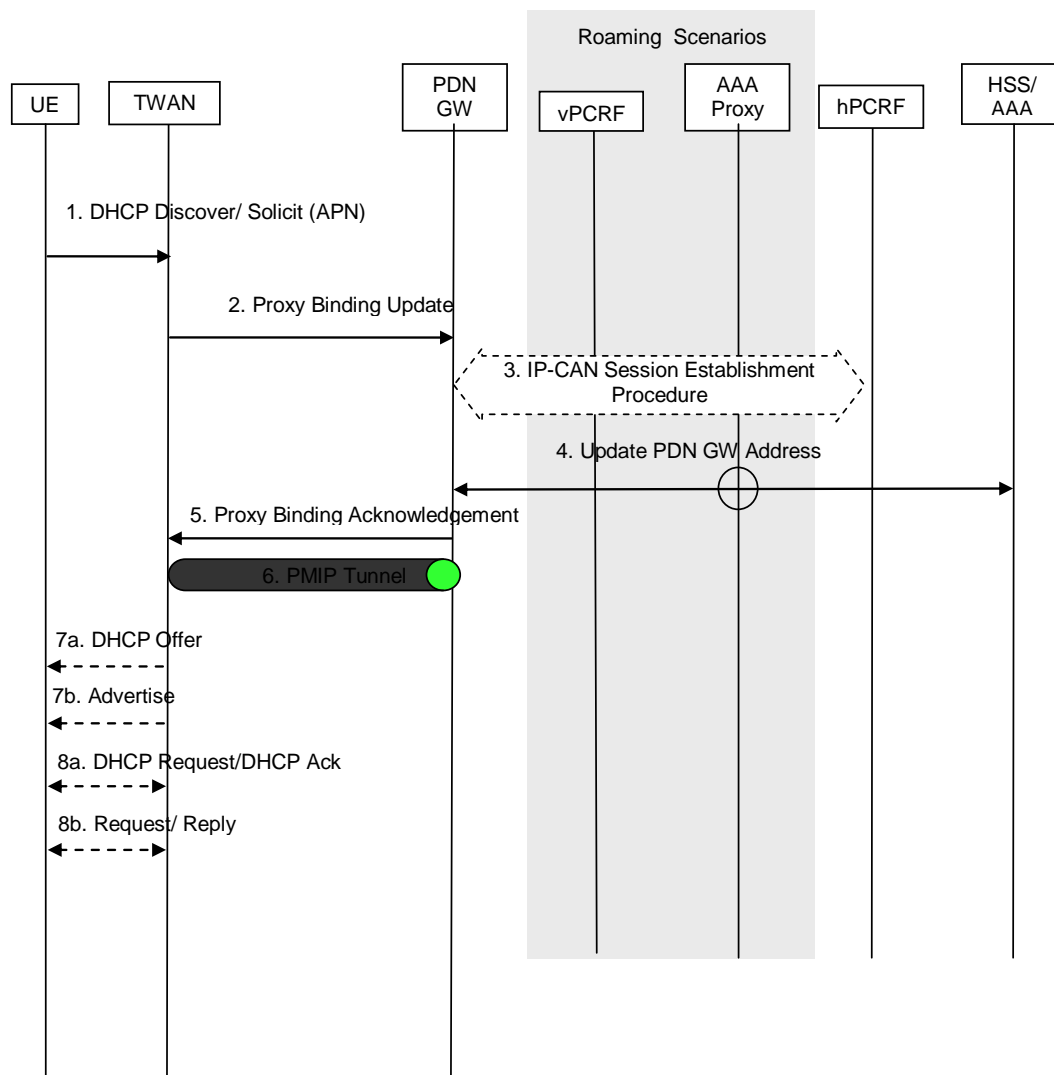 Roaming Scenarios
UE
TWAN
PDN
GW
vPCRF
AAA
Proxy
hPCRF
HSS/
AAA
1. DHCP Discover/ Solicit (APN)
2. Proxy Binding Update
3. IP-CAN Session Establishment
Procedure
4. Update PDN GW Address
5. Proxy Binding Acknowledgement
6. PMIP Tunnel
7a. DHCP Offer
7b. Advertise
8a. DHCP Request/DHCP Ack
8b. Request/ Reply